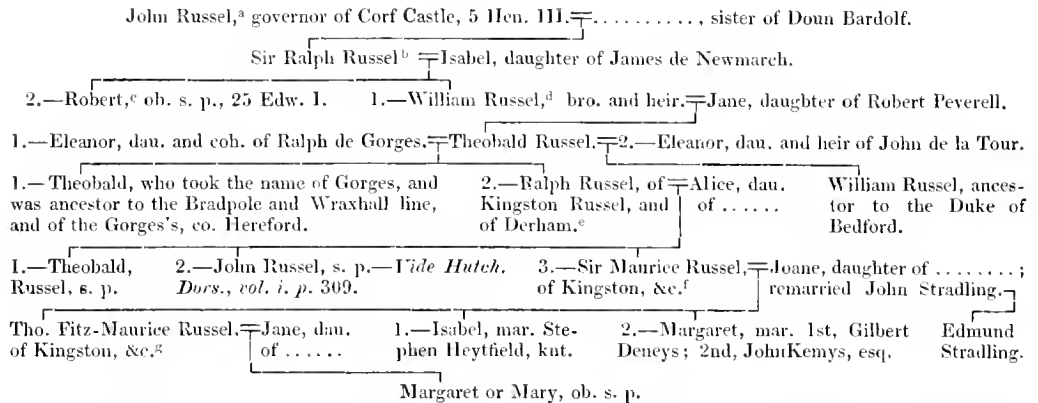 John Russel,ᵃ governor of Corf Castle, 5 Hen. III.=. . . . . . . . . . , sister of Doun Bardolf.
Sir Ralph Russelᵇ =Isabel, daughter of James de Newmarch.
2.—Robert,ᶜ ob. s. p., 25 Edw. I. 1.—William Russel,ᵈ bro. and heir.=Jane, daughter of Robert Peverell.
1.—Eleanor, dau. and coh. of Ralph de Gorges.=Theobald Russel.=2.—Eleanor, dau. and heir of John de la Tour.
1.—Theobald, who took the name of Gorges, and 2.—Ralph Russel, of =Alice, dau. William Russel, ances-
was ancestor to the Bradpole and Wraxhall line, Kingston Russel, and of . . . . . . tor to the Duke of
and of the Gorges's, co. Hereford. of Derham.ᵉ Bedford.
1.—Theobald, 2.—John Russel, s. p.—Vide Hutch. 3.—Sir Maurice Russel,=Joane, daughter of . . . . . . . . ;
Russel, s. p. Dors., vol. i. p. 309. of Kingston, &c.ᶠ remarried John Stradling.
Tho. Fitz-Maurice Russel,=Jane, dau. 1.—Isabel, mar. Ste- 2.—Margaret, mar. 1st, Gilbert Edmund
of Kingston, &c.ᵍ of . . . . . . phen Heytfield, knt. Deneys; 2nd, John Kemys, esq. Stradling.
Margaret or Mary, ob. s. p.